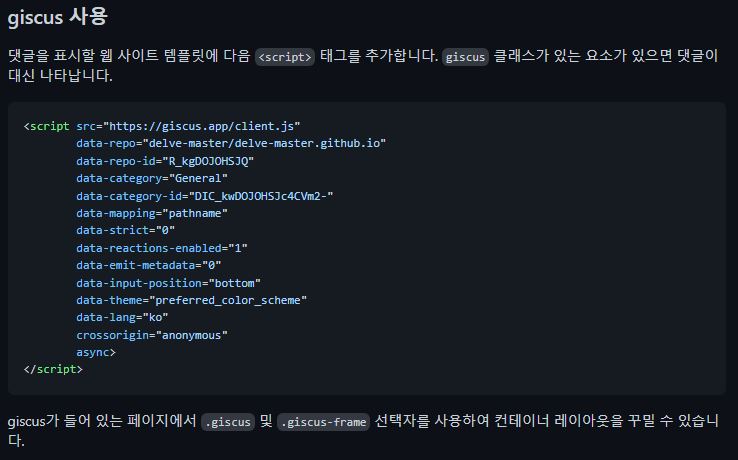 giscus 사용
댓글을 표시할 웹 사이트 템플릿에 다음 <script> 태그를 추가합니다. giscus 클래스가 있는 요소가 있으면 댓글이
대신 나타납니다.
<script src="https://giscus.app/client.js"
data-repo="delve-master/delve-master.github.io"
data-repo-id="R_kgDOJOHSJQ"
data-category="General"
data-category-id="DIC_kwDOJOHSJc4CVm2-"
data-mapping="pathname"
data-strict="0"
data-reactions-enabled="1"
data-emit-metadata="0"
data-input-position="bottom"
data-theme="preferred_color_scheme"
data-lang="ko"
crossorigin="anonymous"
async>
</script>
giscus가 들어 있는 페이지에서 .giscus 및 .giscus-frame 선택자를 사용하여 컨테이너 레이아웃을 꾸밀 수 있습니
다.